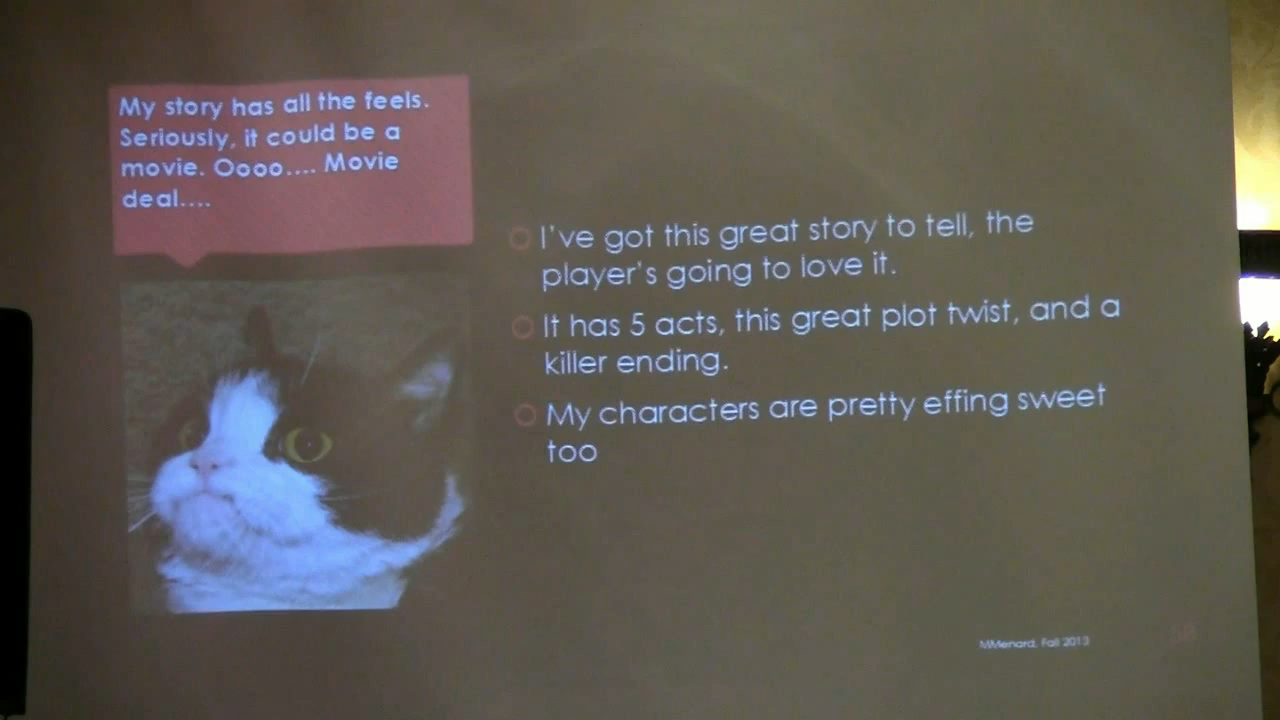 My story has all the feels.
Seriously, it could be a
movie. Oooo.... Movie
deal....
I've got this great story to tell, the
player's going to love it.
It has 5 acts, this great plot twist, and a
killer ending.
My characters are pretty effing sweet
too
MMenard, Fall 2013